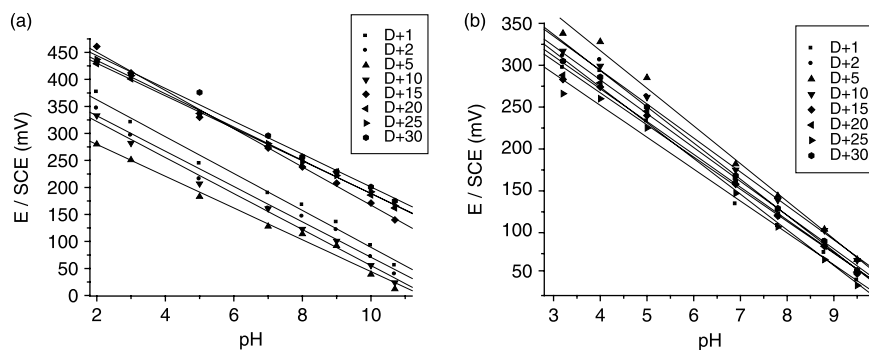 (a)
E / SCE (mV)
450
400
350
300
250
200
150
100
50
0
2
4
6
8
10
pH
D+1
D+2
D+5
D+10
D+15
D+20
D+25
D+30
(b)
E / SCE (mV)
350
300
250
200
150
100
50
3
4
5
6
7
8
9
pH
D+1
D+2
D+5
D+10
D+15
D+20
D+25
D+30